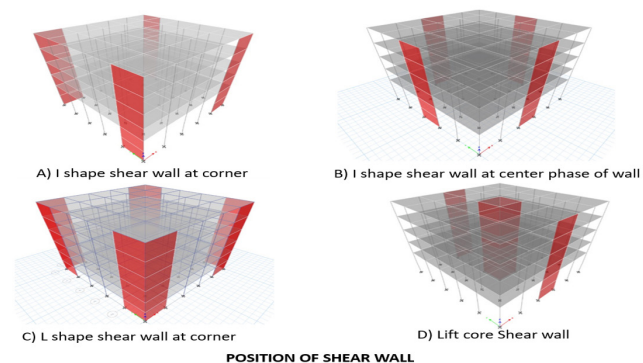 A) I shape shear wall at corner
B) I shape shear wall at center phase of wall
C) L shape shear wall at corner
D) Lift core Shear wall
POSITION OF SHEAR WALL